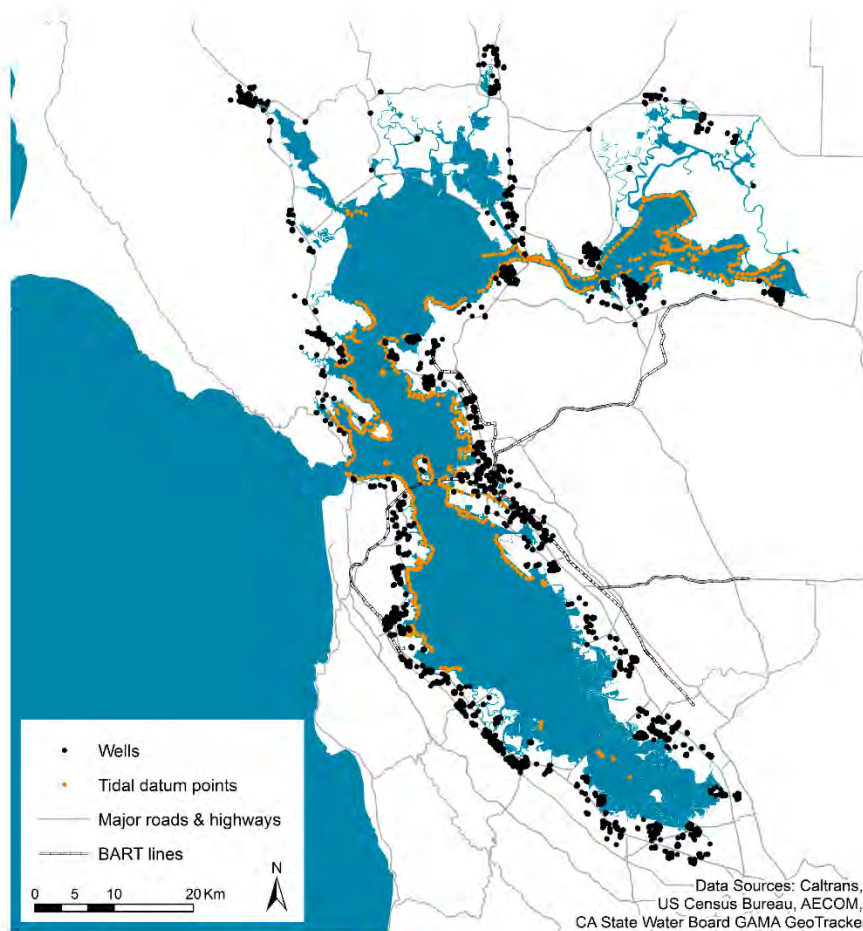 Wells
Tidal datum points
Major roads & highways
BART lines
N
0 5 10 20 Km
Data Sources: Caltrans,
US Census Bureau, AECOM,
CA State Water Board GAMA GeoTracke